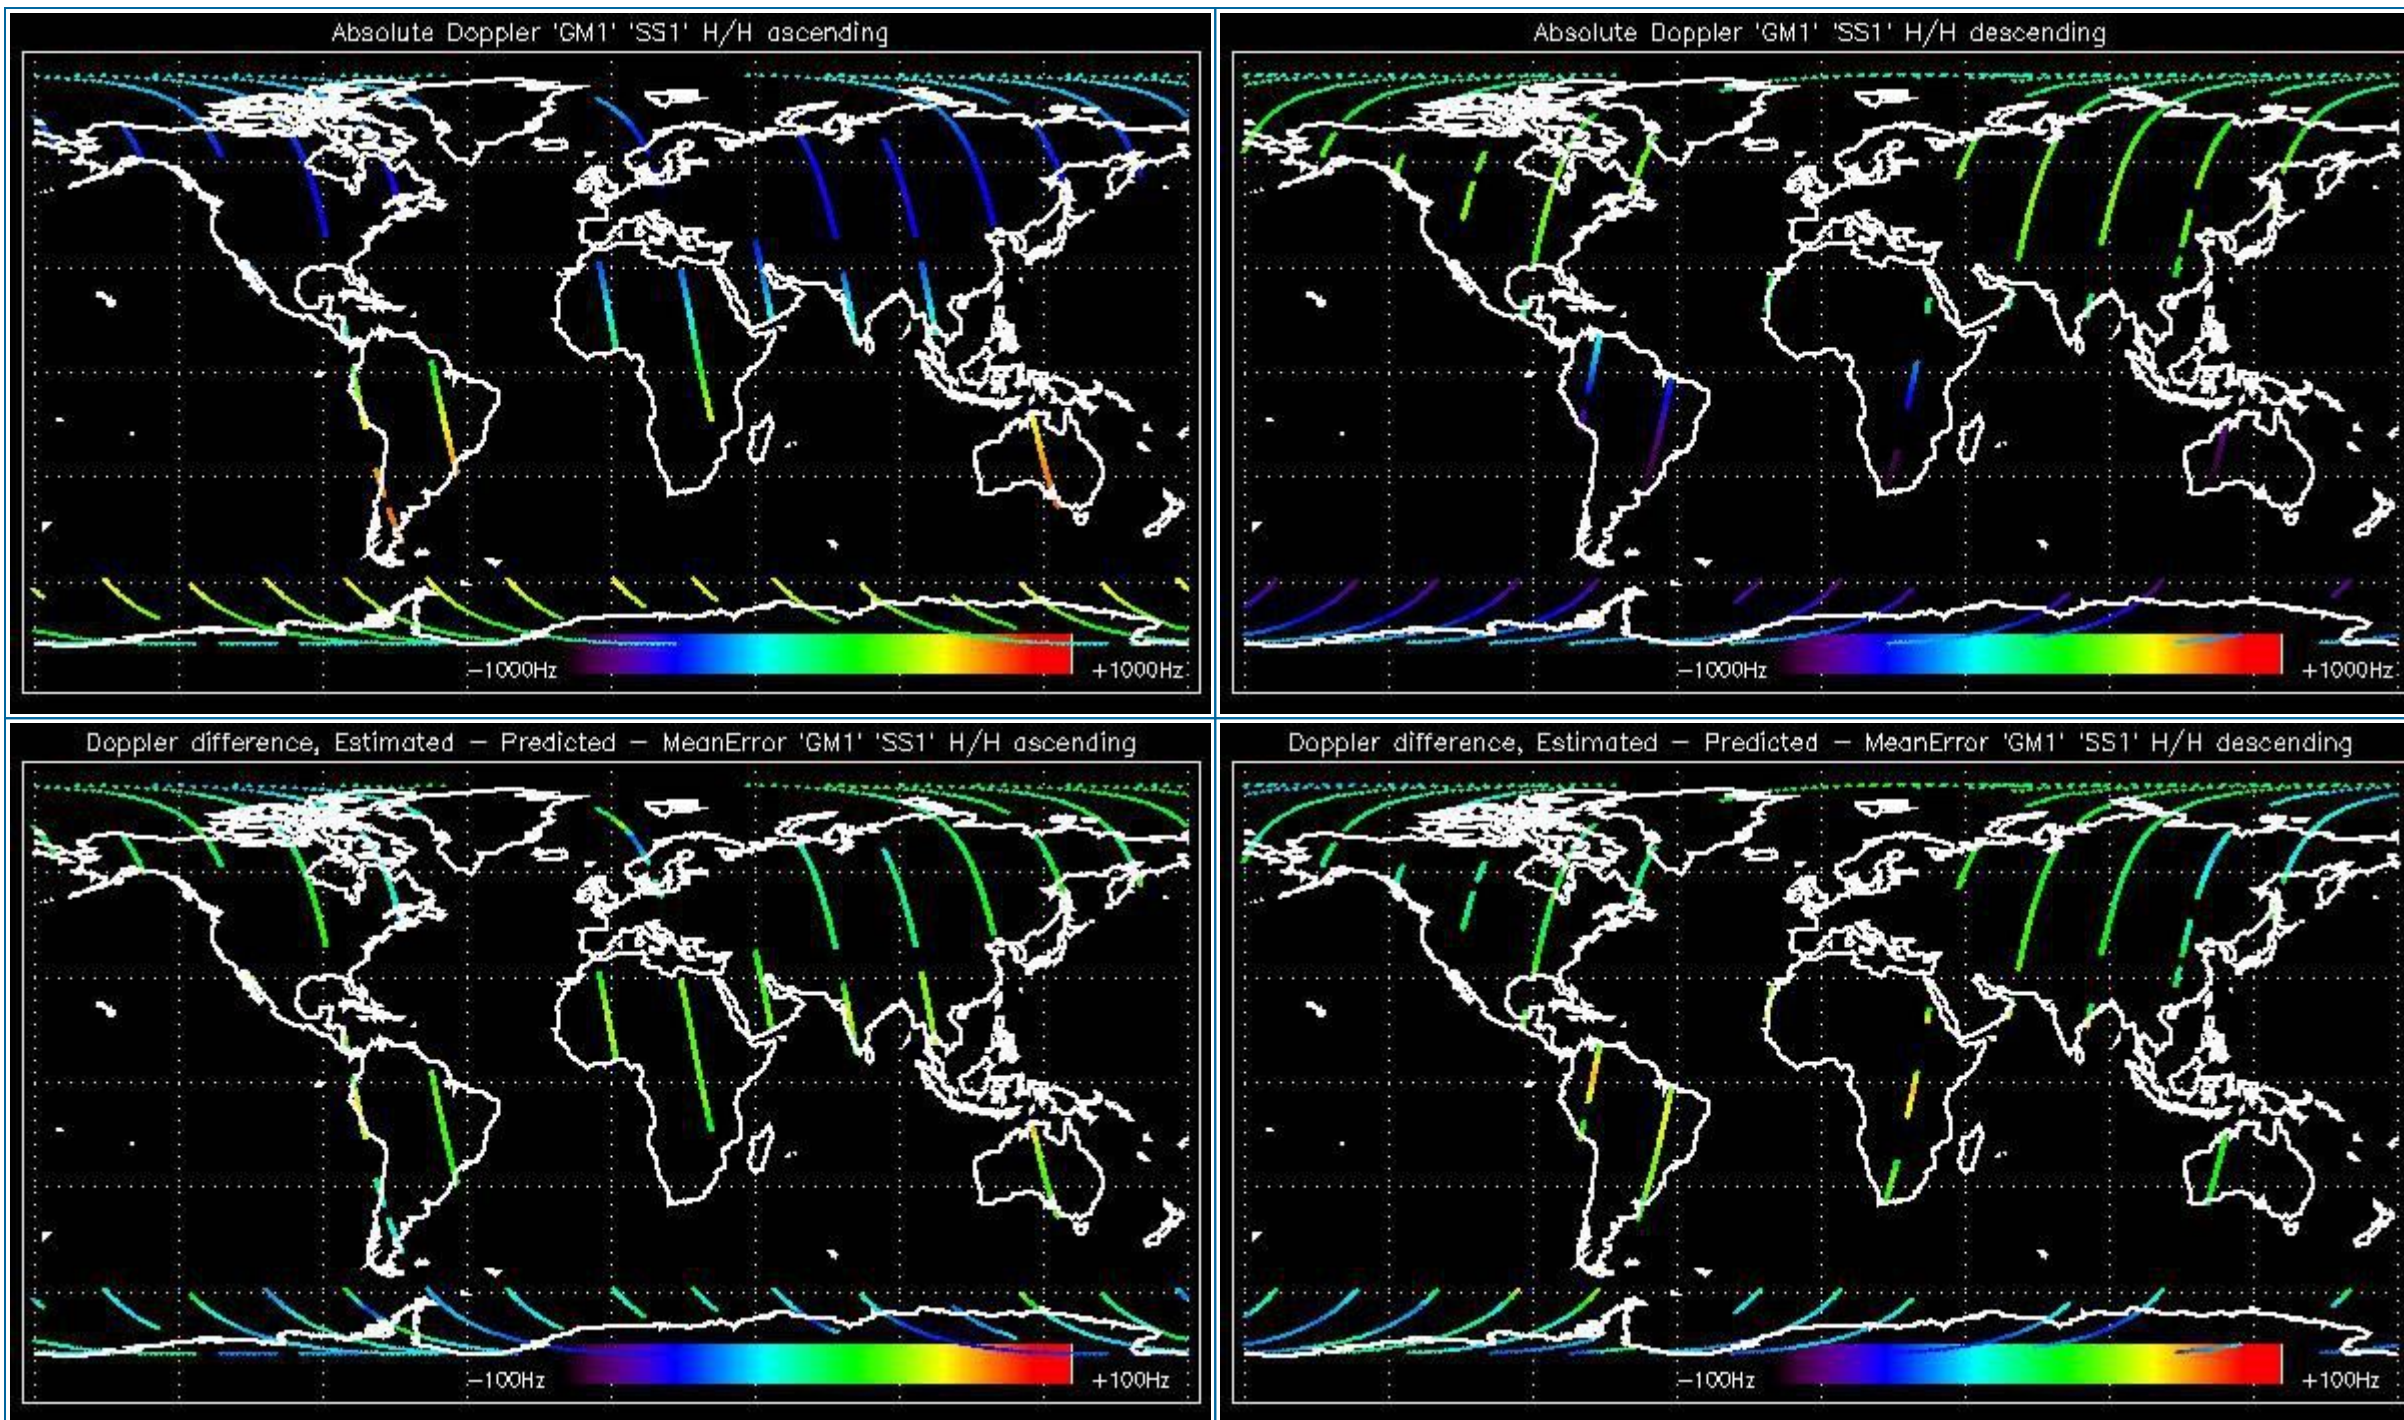 Absolute Doppler 'GM1' 'SS1' H/H ascending
-1000Hz
+1000Hz
Absolute Doppler 'GM1' 'SS1' H/H descending
-1000Hz
+1000Hz
Doppler difference, Estimated - Predicted - MeanError 'GM1' 'SS1' H/H ascending
-100Hz
+100Hz
Doppler difference, Estimated - Predicted - MeanError 'GM1' 'SS1' H/H descending
-100Hz
+100Hz